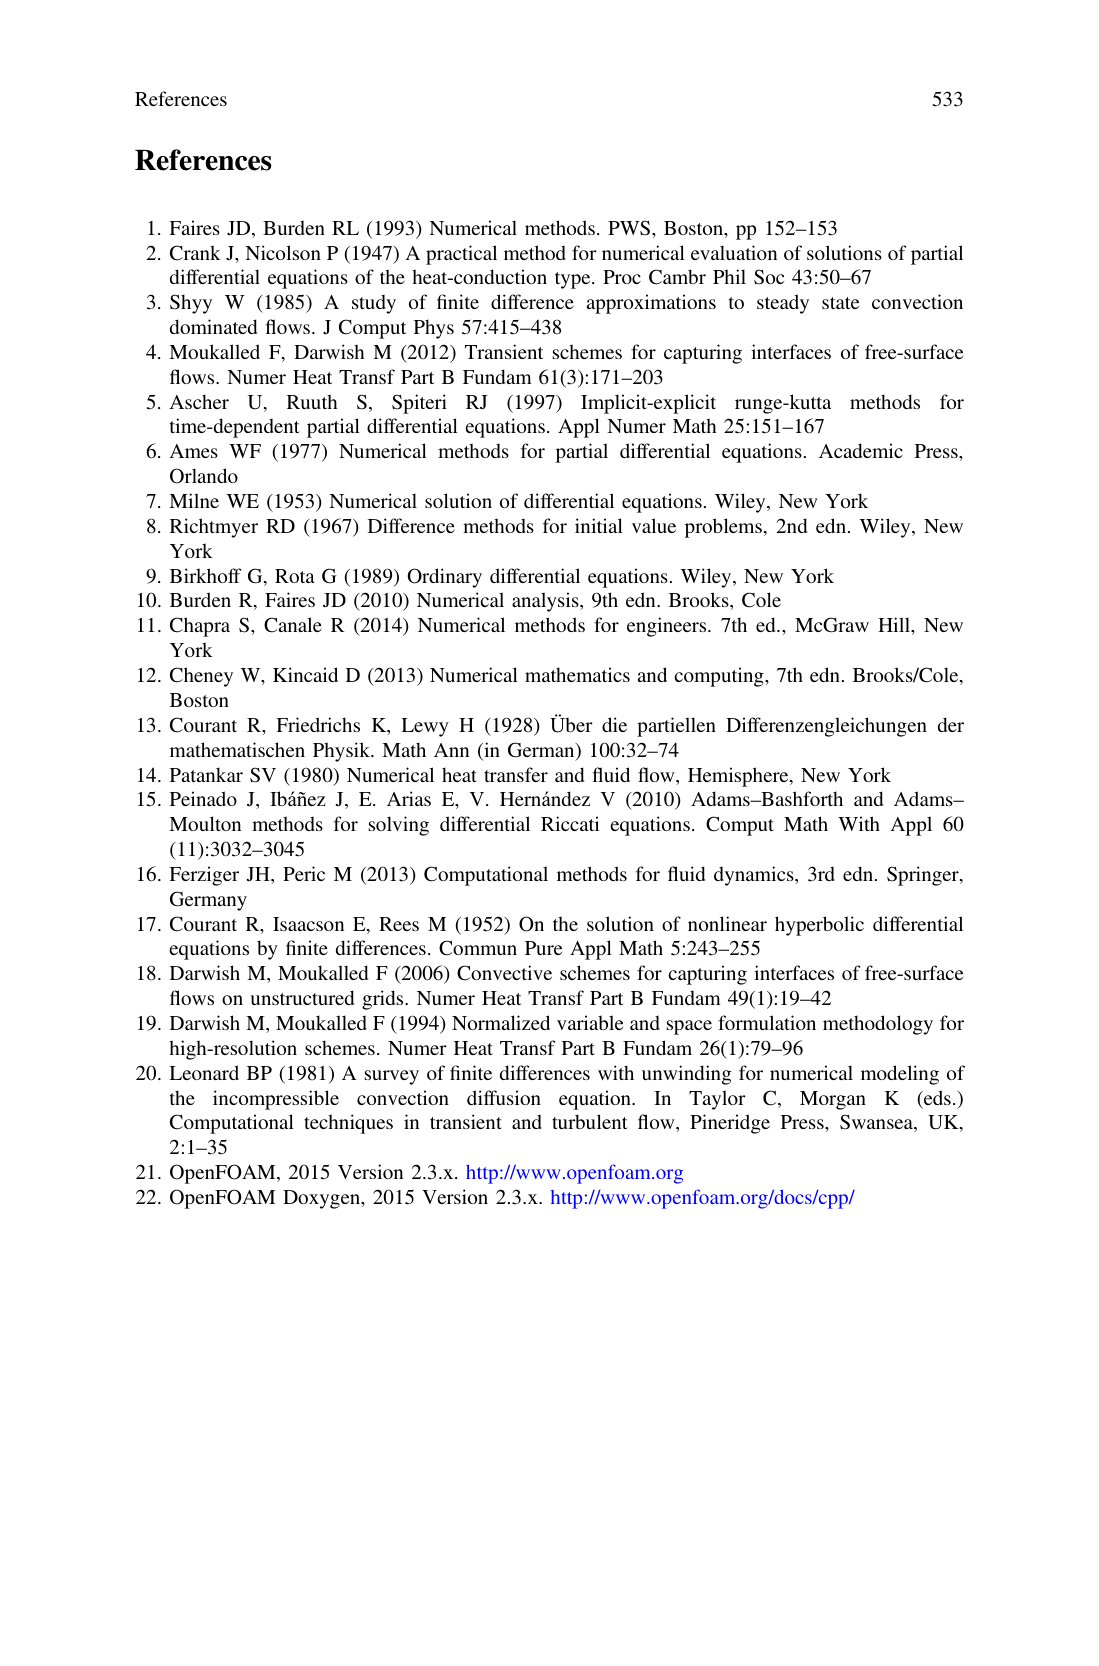 References 533
References
1. Faires JD, Burden RL (1993) Numerical methods. PWS, Boston, pp 152–153
2. Crank J, Nicolson P (1947) A practical method for numerical evaluation of solutions of partial
differential equations of the heat-conduction type. Proc Cambr Phil Soc 43:50–67
3. Shyy W (1985) A study of finite difference approximations to steady state convection
dominated flows. J Comput Phys 57:415–438
4. Moukalled F, Darwish M (2012) Transient schemes for capturing interfaces of free-surface
flows. Numer Heat Transf Part B Fundam 61(3):171–203
5. Ascher U, Ruuth S, Spiteri RJ (1997) Implicit-explicit runge-kutta methods for
time-dependent partial differential equations. Appl Numer Math 25:151–167
6. Ames WF (1977) Numerical methods for partial differential equations. Academic Press,
Orlando
7. Milne WE (1953) Numerical solution of differential equations. Wiley, New York
8. Richtmyer RD (1967) Difference methods for initial value problems, 2nd edn. Wiley, New
York
9. Birkhoff G, Rota G (1989) Ordinary differential equations. Wiley, New York
10. Burden R, Faires JD (2010) Numerical analysis, 9th edn. Brooks, Cole
11. Chapra S, Canale R (2014) Numerical methods for engineers. 7th ed., McGraw Hill, New
York
12. Cheney W, Kincaid D (2013) Numerical mathematics and computing, 7th edn. Brooks/Cole,
Boston
13. Courant R, Friedrichs K, Lewy H (1928) Über die partiellen Differenzengleichungen der
mathematischen Physik. Math Ann (in German) 100:32–74
14. Patankar SV (1980) Numerical heat transfer and fluid flow, Hemisphere, New York
15. Peinado J, Ibáñez J, E. Arias E, V. Hernández V (2010) Adams–Bashforth and Adams–
Moulton methods for solving differential Riccati equations. Comput Math With Appl 60
(11):3032–3045
16. Ferziger JH, Peric M (2013) Computational methods for fluid dynamics, 3rd edn. Springer,
Germany
17. Courant R, Isaacson E, Rees M (1952) On the solution of nonlinear hyperbolic differential
equations by finite differences. Commun Pure Appl Math 5:243–255
18. Darwish M, Moukalled F (2006) Convective schemes for capturing interfaces of free-surface
flows on unstructured grids. Numer Heat Transf Part B Fundam 49(1):19–42
19. Darwish M, Moukalled F (1994) Normalized variable and space formulation methodology for
high-resolution schemes. Numer Heat Transf Part B Fundam 26(1):79–96
20. Leonard BP (1981) A survey of finite differences with unwinding for numerical modeling of
the incompressible convection diffusion equation. In Taylor C, Morgan K (eds.)
Computational techniques in transient and turbulent flow, Pineridge Press, Swansea, UK,
2:1–35
21. OpenFOAM, 2015 Version 2.3.x. http://www.openfoam.org
22. OpenFOAM Doxygen, 2015 Version 2.3.x. http://www.openfoam.org/docs/cpp/